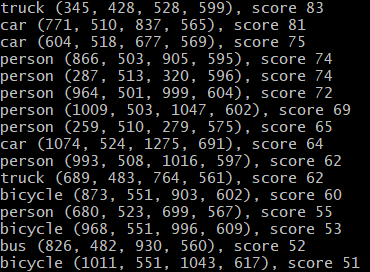 truck (345, 428, 528, 599), score 83
car (771, 510, 837, 565), score 81
car (604, 518, 677, 569), score 75
person (866, 503, 905, 595), score 74
person (287, 513, 320, 596), score 74
person (964, 501, 999, 604), score 72
person (1009, 503, 1047, 602), score 69
person (259, 510, 279, 575), score 65
car (1074, 524, 1275, 691), score 64
person (993, 508, 1016, 597), score 62
truck (689, 483, 764, 561), score 62
bicycle (873, 551, 903, 602), score 60
person (680, 523, 699, 567), score 55
bicycle (968, 551, 996, 609), score 53
bus (826, 482, 930, 560), score 52
bicycle (1011, 551, 1043, 617), score 51